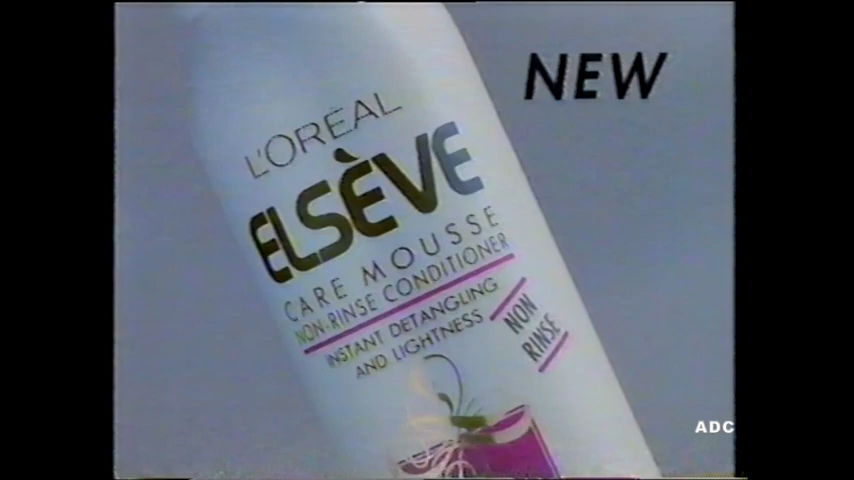 NEW
L'ORÉAL
ELSÈVE
CARE MOUSSE
NON-RINSE CONDITIONER
INSTANT DETANGLING
AND LIGHTNESS
NON
RINSE
ADC